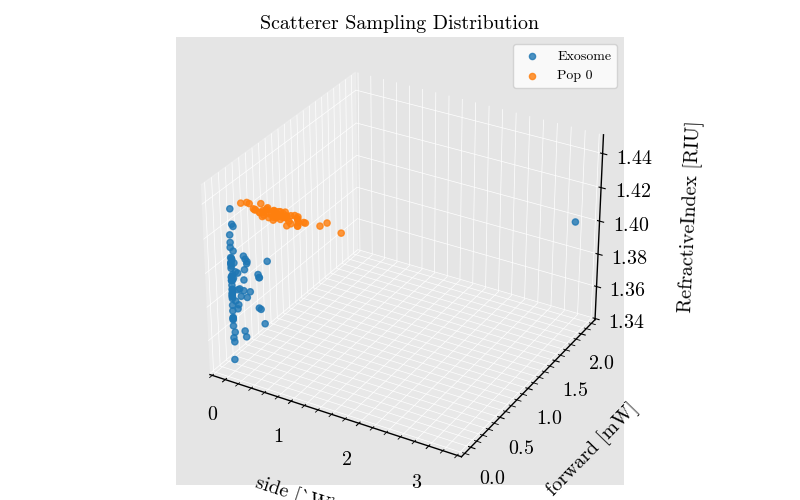 Scatterer Sampling Distribution
Exosome
Pop 0
1.44
1.42
1.40
1.38
1.36
1.34
RefractiveIndex [RIU]
2.0
1.5
1.0
0.5
0.0
forward [mW]
0
1
2
3
side [`W]